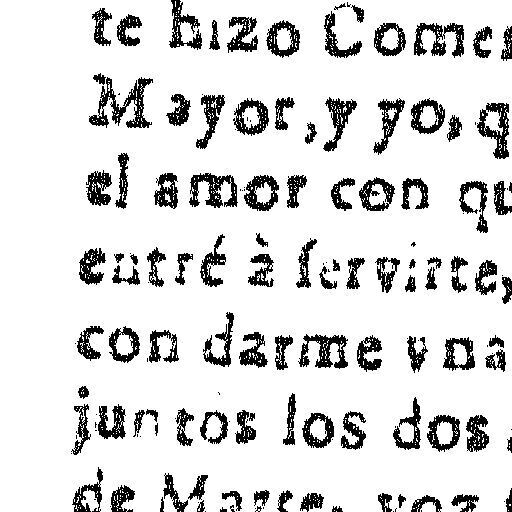 te hizo Comen
Mayor, y yo, q
el amor con qu
entré à ſervirte,
con darme vna
juntos los dos
de Marte, voz